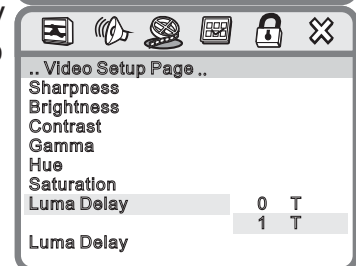 .. Video Setup Page ..
Sharpness
Brightness
Contrast
Gamma
Hue
Saturation
Luma Delay 0 T
1 T
Luma Delay